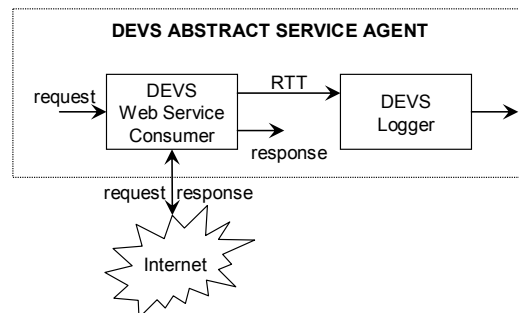 DEVS ABSTRACT SERVICE AGENT
request
DEVS
Web Service
Consumer
RTT
response
DEVS
Logger
request
response
Internet